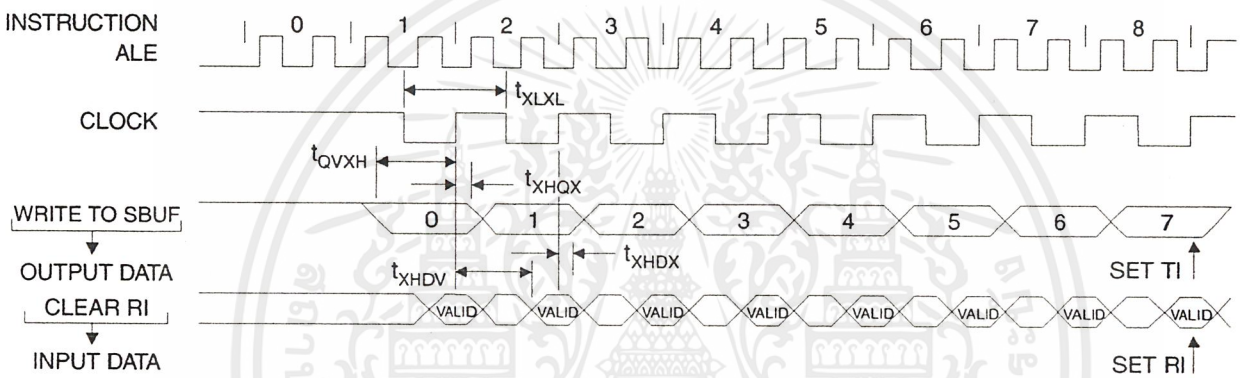 INSTRUCTION 0 1 2 3 4 5 6 7 8
ALE
tXLXL
CLOCK
tQVXH
tXHQX
WRITE TO SBUF 0 1 2 3 4 5 6 7
tXHDX
tXHDV
SET TI
OUTPUT DATA
CLEAR RI VALID VALID VALID VALID VALID VALID VALID VALID
INPUT DATA
SET RI